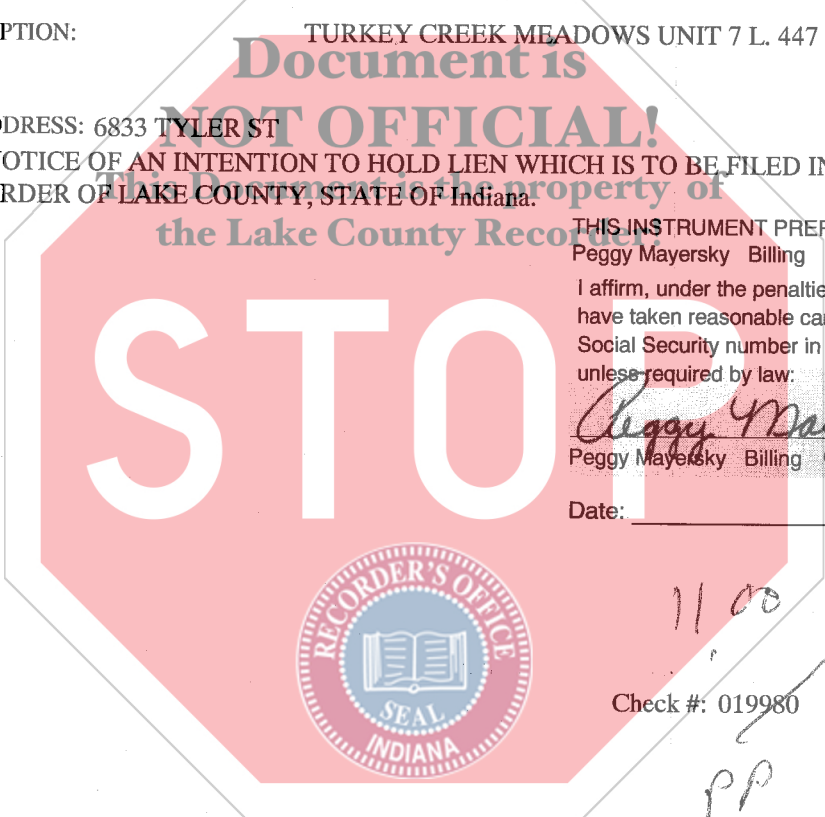 PTION: TURKEY CREEK MEADOWS UNIT 7 L. 447
Document is
NOT OFFICIAL!
DRESS: 6833 TYLER ST
OTICE OF AN INTENTION TO HOLD LIEN WHICH IS TO BE FILED IN
RDER OF LAKE COUNTY, STATE OF Indiana.
This Document is the property of
the Lake County Recorder!
THIS INSTRUMENT PREP
Peggy Mayersky Billing
I affirm, under the penaltie
have taken reasonable ca
Social Security number in
unless required by law:
STOP
Peggy Ma
Peggy Mayersky Billing
Date:
RECORDER'S OFFICE
SEAL
INDIANA
11 00
Check #: 019980
PP